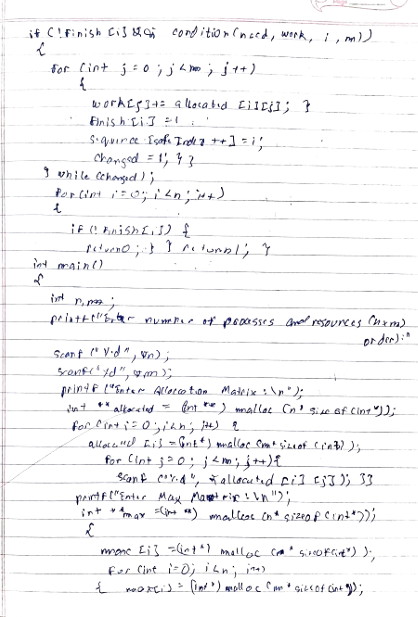 if (!finish [i] && condition (need, work, i, m))
{
for (int j = 0 ; j < m ; j++)
{
work[j] += allocated [i][j]; }
finish [i] = 1 ;
sequence [safe Index ++] = i ;
changed = 1; } }
} while (changed) ;
for (int i = 0; i < n ; i++)
{
if (! finish [i]) {
return 0 ; } } return 1 ; }
int main ()
{
int n, m ;
printf ("Enter number of processes and resources (n x m)
order) :"
scanf ("%d", &n) ;
scanf ("%d", &m) ;
printf ("Enter Allocation Matrix : \n") ;
int ** allocated = (int **) malloc (n * size of (int *)) ;
for (int i = 0 ; i < n ; i++) {
allocated [i] = (int *) malloc (m * sizeof (int)) ;
for (int j = 0 ; j < m ; j++) {
scanf ("%d", & allocated [i] [j]) ; } }
printf ("Enter Max Matrix : \n") ;
int ** max = (int **) malloc (n * sizeof (int *)) ;
{
[i] = (int *) malloc (m * sizeof (int *)) ;
for (int i = 0; i < n ; i++)
{ max[i] = (int *) malloc (m * sizeof (int)) ;